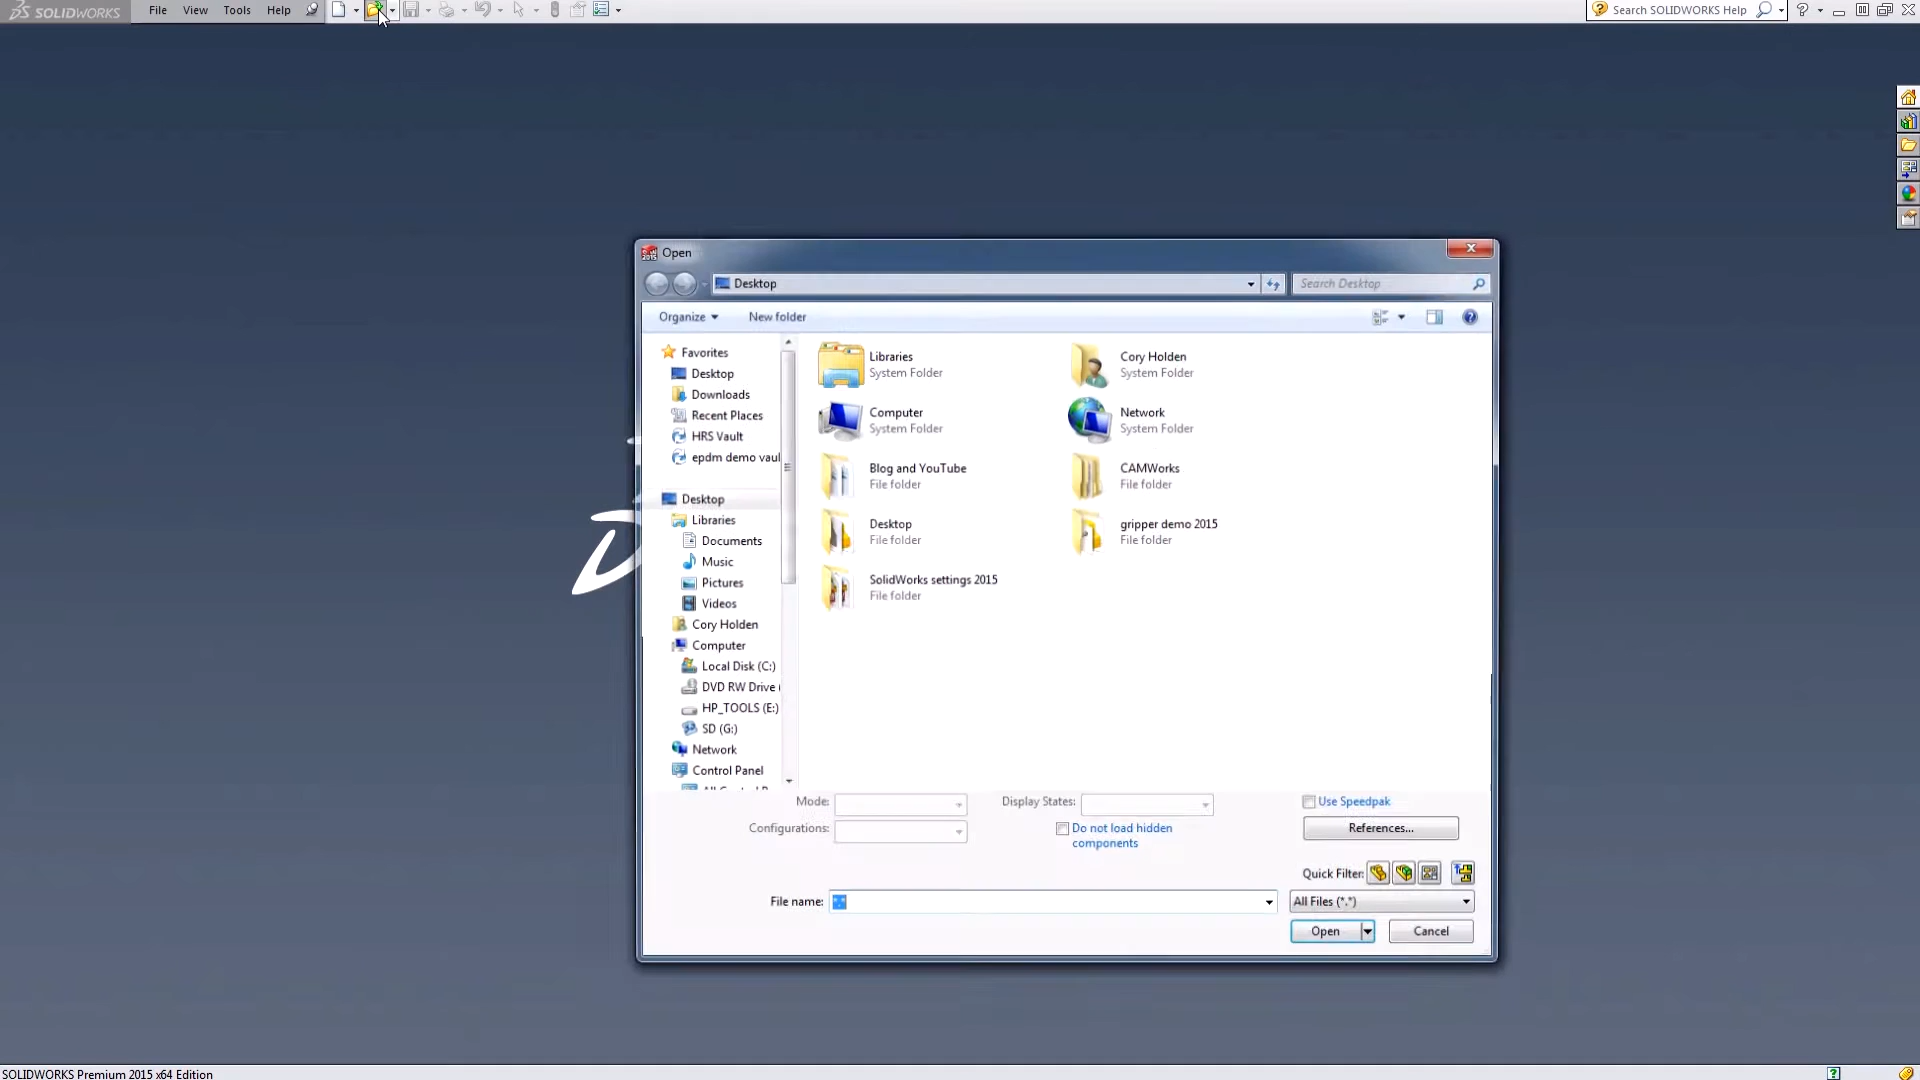 SOLIDWORKS File View Tools Help Search SOLIDWORKS Help
Open
Desktop Search Desktop
Organize New folder
Favorites
Desktop
Downloads
Recent Places
HRS Vault
epdm demo vaul
Desktop
Libraries
Documents
Music
Pictures
Videos
Cory Holden
Computer
Local Disk (C:)
DVD RW Drive (
HP_TOOLS (E:)
SD (G:)
Network
Control Panel
Libraries
System Folder
Cory Holden
System Folder
Computer
System Folder
Network
System Folder
Blog and YouTube
File folder
CAMWorks
File folder
Desktop
File folder
gripper demo 2015
File folder
SolidWorks settings 2015
File folder
Mode: Display States: Use Speedpak
Configurations: Do not load hidden
components
References...
Quick Filter:
File name: All Files (*.*)
Open Cancel
SOLIDWORKS Premium 2015 x64 Edition